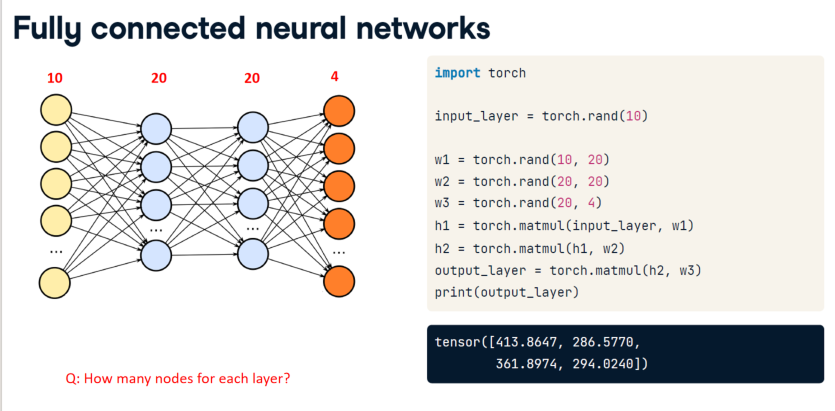 Fully connected neural networks
10 20 20 4
...
...
...
...
Q: How many nodes for each layer?
import torch
input_layer = torch.rand(10)
w1 = torch.rand(10, 20)
w2 = torch.rand(20, 20)
w3 = torch.rand(20, 4)
h1 = torch.matmul(input_layer, w1)
h2 = torch.matmul(h1, w2)
output_layer = torch.matmul(h2, w3)
print(output_layer)
tensor([413.8647, 286.5770,
361.8974, 294.0240])